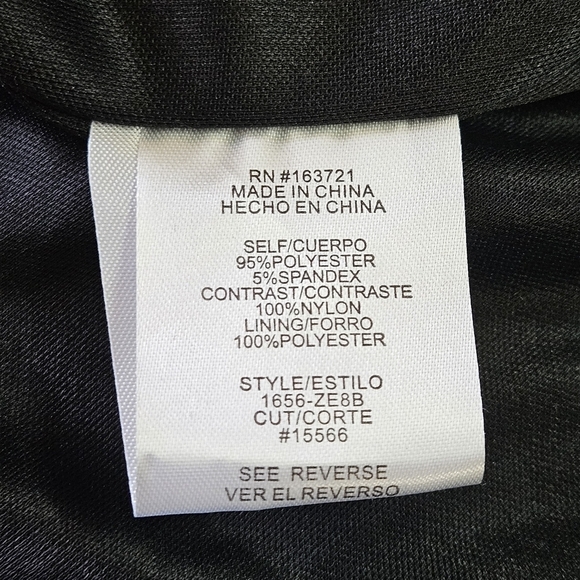 RN #163721
MADE IN CHINA
HECHO EN CHINA
SELF/CUERPO
95%POLYESTER
5%SPANDEX
CONTRAST/CONTRASTE
100%NYLON
LINING/FORRO
100%POLYESTER
STYLE/ESTILO
1656-ZE8B
CUT/CORTE
#15566
SEE REVERSE
VER EL REVERSO